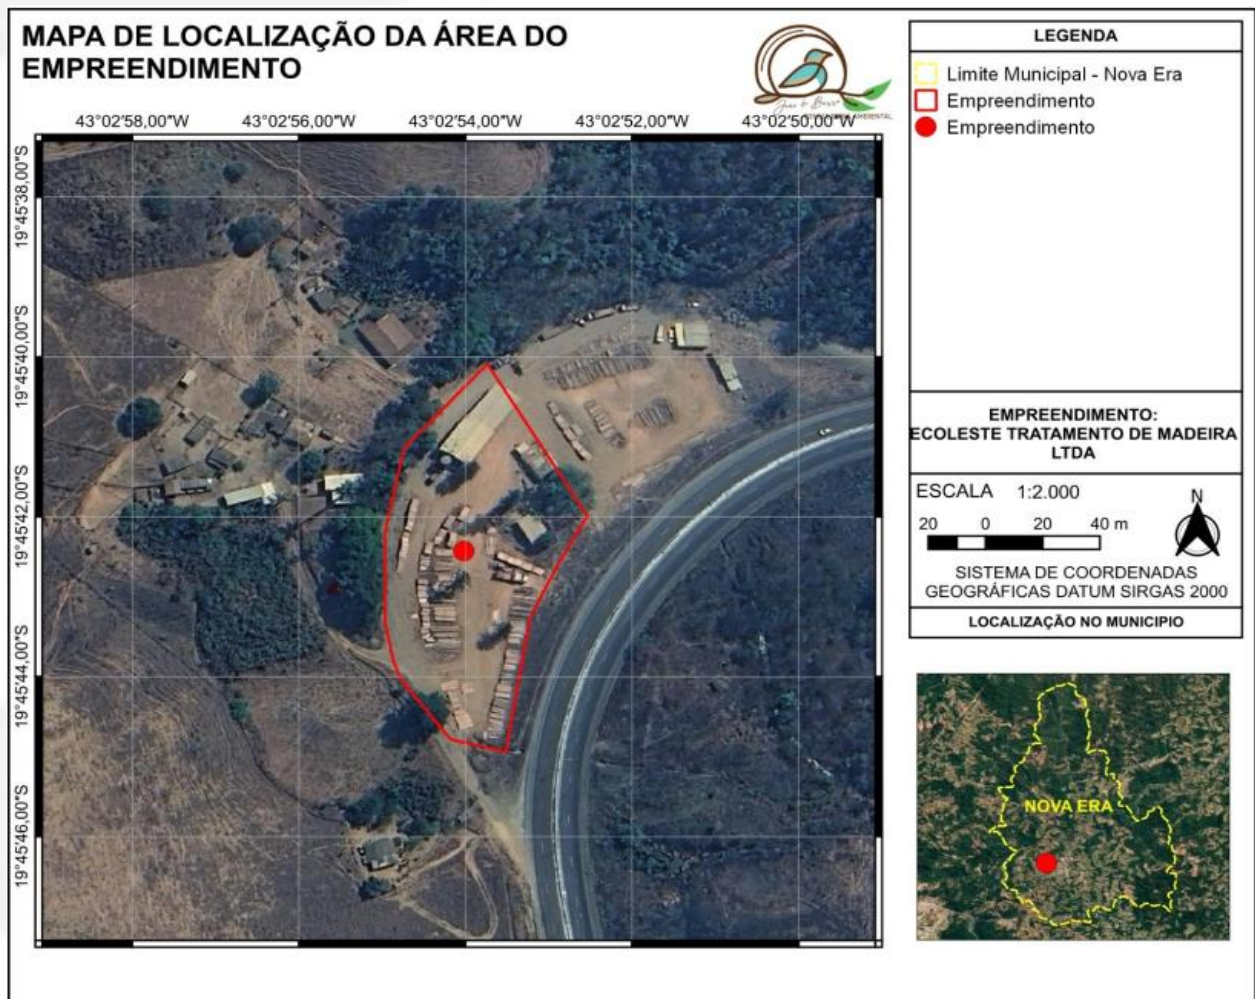 MAPA DE LOCALIZAÇÃO DA ÁREA DO
EMPREENDIMENTO
43°02'58,00"W
43°02'56,00"W
43°02'54,00"W
43°02'52,00"W
43°02'50,00"W
AMBIENTAL
19°45'38,00"S
19°45'40,00"S
19°45'42,00"S
19°45'44,00"S
19°45'46,00"S
LEGENDA
Limite Municipal - Nova Era
Empreendimento
Empreendimento
EMPREENDIMENTO:
ECOLESTE TRATAMENTO DE MADEIRA
LTDA
ESCALA 1:2.000
N
20 0 20 40 m
SISTEMA DE COORDENADAS
GEOGRÁFICAS DATUM SIRGAS 2000
LOCALIZAÇÃO NO MUNICIPIO
NOVA ERA